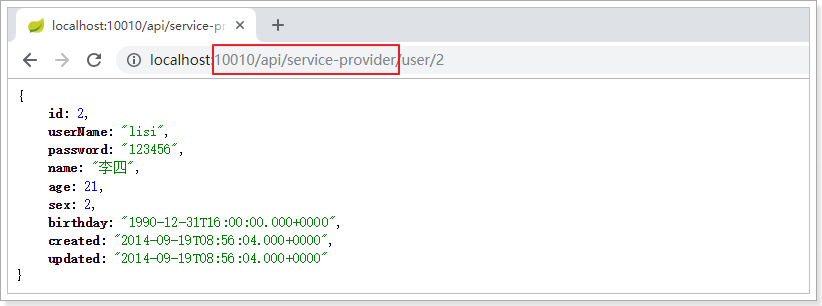 localhost:10010/api/service-pr
localhost:10010/api/service-provider/user/2
{
id: 2,
userName: "lisi",
password: "123456",
name: "李四",
age: 21,
sex: 2,
birthday: "1990-12-31T16:00:00.000+0000",
created: "2014-09-19T08:56:04.000+0000",
updated: "2014-09-19T08:56:04.000+0000"
}